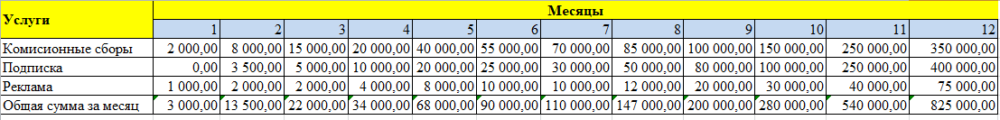 Услуги Месяцы
1 2 3 4 5 6 7 8 9 10 11 12
Комисионные сборы 2 000,00 8 000,00 15 000,00 20 000,00 40 000,00 55 000,00 70 000,00 85 000,00 100 000,00 150 000,00 250 000,00 350 000,00
Подписка 0,00 3 500,00 5 000,00 10 000,00 20 000,00 25 000,00 30 000,00 50 000,00 80 000,00 100 000,00 250 000,00 400 000,00
Реклама 1 000,00 2 000,00 2 000,00 4 000,00 8 000,00 10 000,00 10 000,00 12 000,00 20 000,00 30 000,00 40 000,00 75 000,00
Общая сумма за месяц 3 000,00 13 500,00 22 000,00 34 000,00 68 000,00 90 000,00 110 000,00 147 000,00 200 000,00 280 000,00 540 000,00 825 000,00